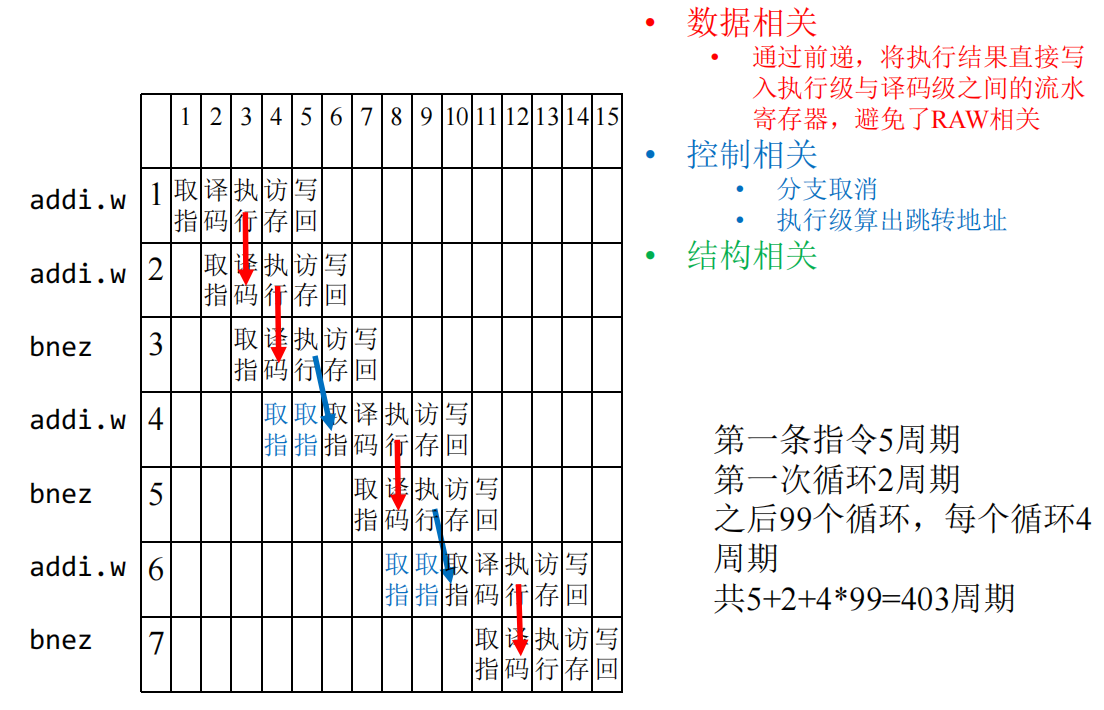 • 数据相关
• 通过前递，将执行结果直接写
入执行级与译码级之间的流水
寄存器，避免了RAW相关
• 控制相关
• 分支取消
• 执行级算出跳转地址
• 结构相关
1 2 3 4 5 6 7 8 9 10 11 12 13 14 15
addi.w 1 取指 译码 执行 访存 写回
addi.w 2 取指 译码 执行 访存 写回
bnez 3 取指 译码 执行 访存 写回
addi.w 4 取指 取指 取指 译码 执行 访存 写回
bnez 5 取指 译码 执行 访存 写回
addi.w 6 取指 取指 取指 译码 执行 访存 写回
bnez 7 取指 译码 执行 访存 写回
第一条指令5周期
第一次循环2周期
之后99个循环，每个循环4
周期
共5+2+4*99=403周期